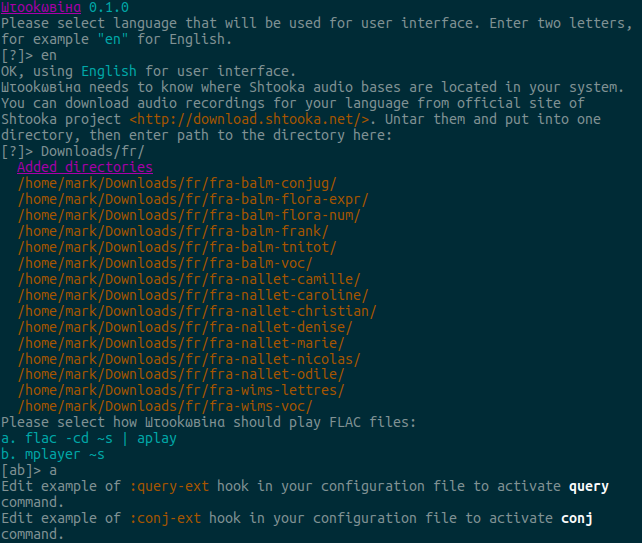 Шτookωвiнα 0.1.0
Please select language that will be used for user interface. Enter two letters,
for example "en" for English.
[?]> en
OK, using English for user interface.
Шτookωвiнα needs to know where Shtooka audio bases are located in your system.
You can download audio recordings for your language from official site of
Shtooka project <http://download.shtooka.net/>. Untar them and put into one
directory, then enter path to the directory here:
[?]> Downloads/fr/
Added directories
/home/mark/Downloads/fr/fra-balm-conjug/
/home/mark/Downloads/fr/fra-balm-flora-expr/
/home/mark/Downloads/fr/fra-balm-flora-num/
/home/mark/Downloads/fr/fra-balm-frank/
/home/mark/Downloads/fr/fra-balm-tnitot/
/home/mark/Downloads/fr/fra-balm-voc/
/home/mark/Downloads/fr/fra-nallet-camille/
/home/mark/Downloads/fr/fra-nallet-caroline/
/home/mark/Downloads/fr/fra-nallet-christian/
/home/mark/Downloads/fr/fra-nallet-denise/
/home/mark/Downloads/fr/fra-nallet-marie/
/home/mark/Downloads/fr/fra-nallet-nicolas/
/home/mark/Downloads/fr/fra-nallet-odile/
/home/mark/Downloads/fr/fra-wims-lettres/
/home/mark/Downloads/fr/fra-wims-voc/
Please select how Шτookωвiнα should play FLAC files:
a. flac -cd ~s | aplay
b. mplayer ~s
[ab]> a
Edit example of :query-ext hook in your configuration file to activate query
command.
Edit example of :conj-ext hook in your configuration file to activate conj
command.